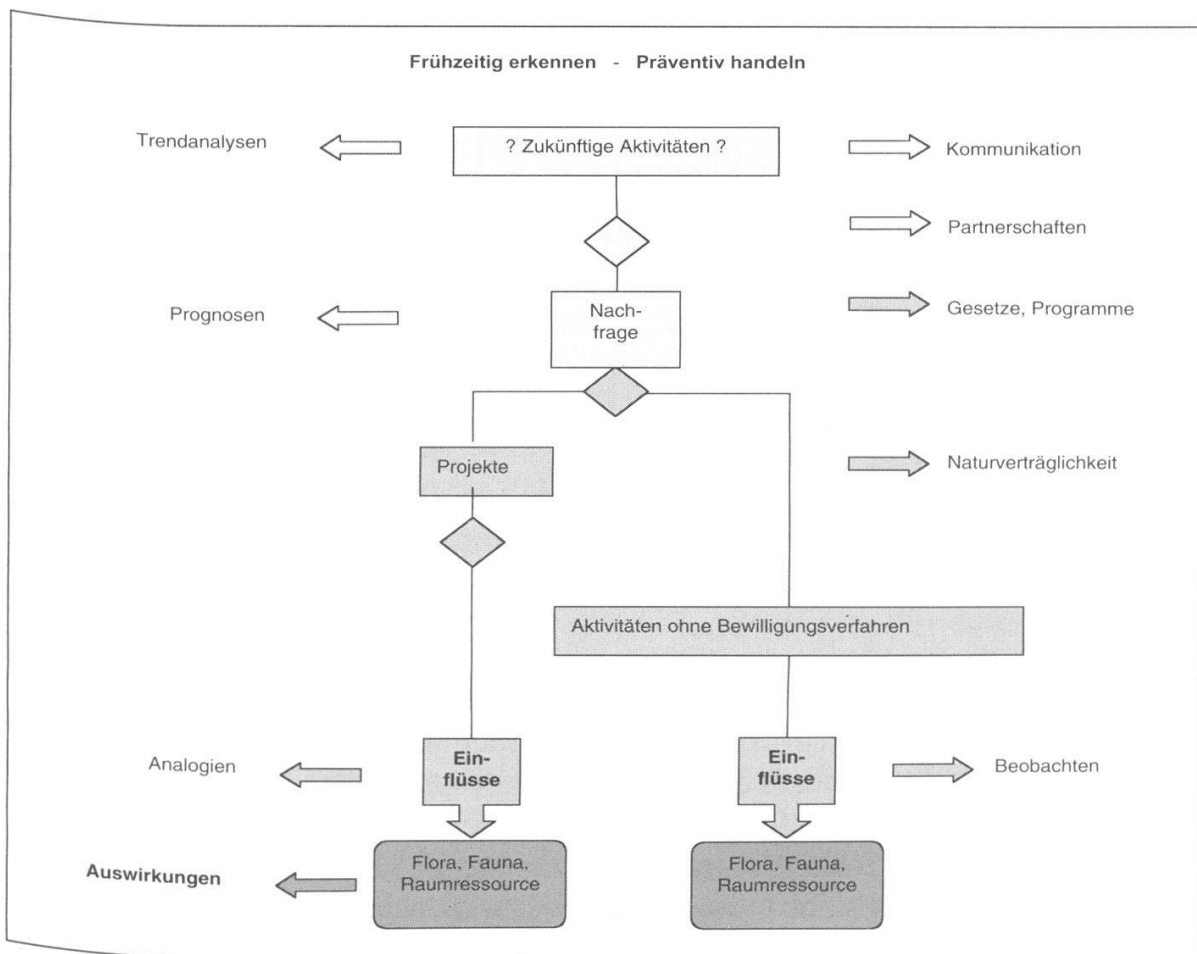 Frühzeitig erkennen - Präventiv handeln
Trendanalysen
? Zukünftige Aktivitäten ?
Kommunikation
Partnerschaften
Prognosen
Nach-
frage
Gesetze, Programme
Projekte
Naturverträglichkeit
Aktivitäten ohne Bewilligungsverfahren
Analogien
Ein-
flüsse
Ein-
flüsse
Beobachten
Auswirkungen
Flora, Fauna,
Raumressource
Flora, Fauna,
Raumressource